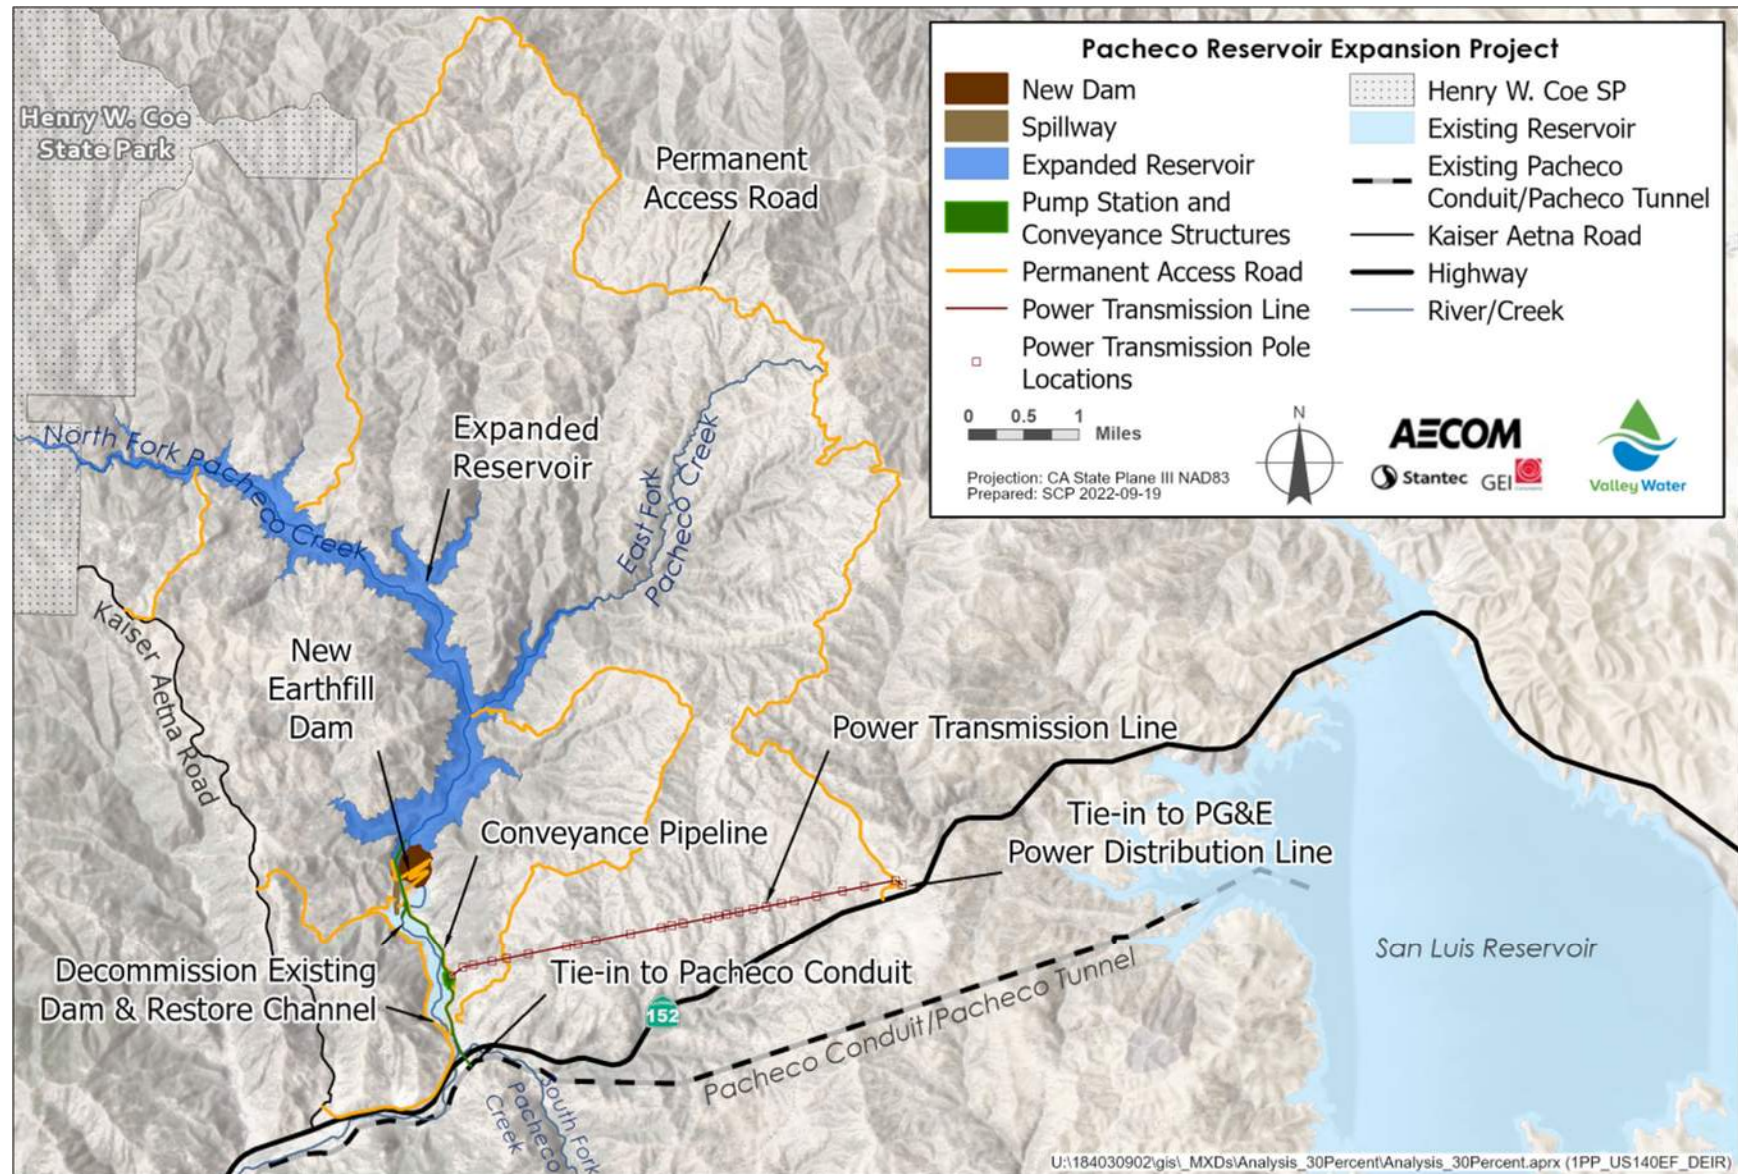 Pacheco Reservoir Expansion Project
New Dam
Spillway
Expanded Reservoir
Pump Station and
Conveyance Structures
Permanent Access Road
Power Transmission Line
Power Transmission Pole
Locations
Henry W. Coe SP
Existing Reservoir
Existing Pacheco
Conduit/Pacheco Tunnel
Kaiser Aetna Road
Highway
River/Creek
0 0.5 1
Miles
Projection: CA State Plane III NAD83
Prepared: SCP 2022-09-19
N
AECOM
Stantec
GEI
Valley Water
Henry W. Coe
State Park
Permanent
Access Road
Expanded
Reservoir
North Fork Pacheco Creek
East Fork
Pacheco Creek
Kaiser Aetna Road
New
Earthfill
Dam
Power Transmission Line
Conveyance Pipeline
Tie-in to PG&E
Power Distribution Line
San Luis Reservoir
Decommission Existing
Dam & Restore Channel
Tie-in to Pacheco Conduit
152
Pacheco Conduit/Pacheco Tunnel
South Fork
Pacheco
Creek
U:\184030902\gis\_MXDs\Analysis_30Percent\Analysis_30Percent.aprx (1PP_US140EF_DEIR)